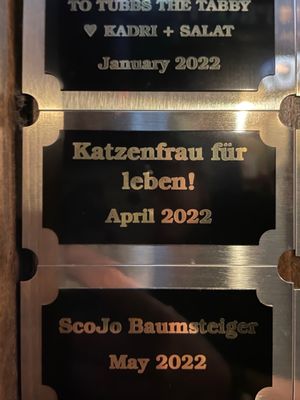 TO TUBBS THE TABBY
♥ KADRI + SALAT
January 2022
Katzenfrau für
leben!
April 2022
ScoJo Baumsteiger
May 2022